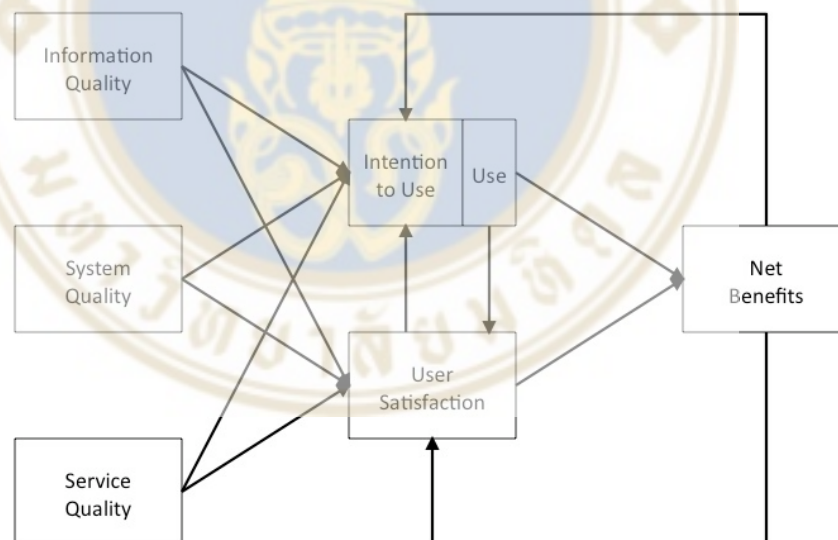 Information
Quality
Intention
to Use
Use
System
Quality
Net
Benefits
User
Satisfaction
Service
Quality